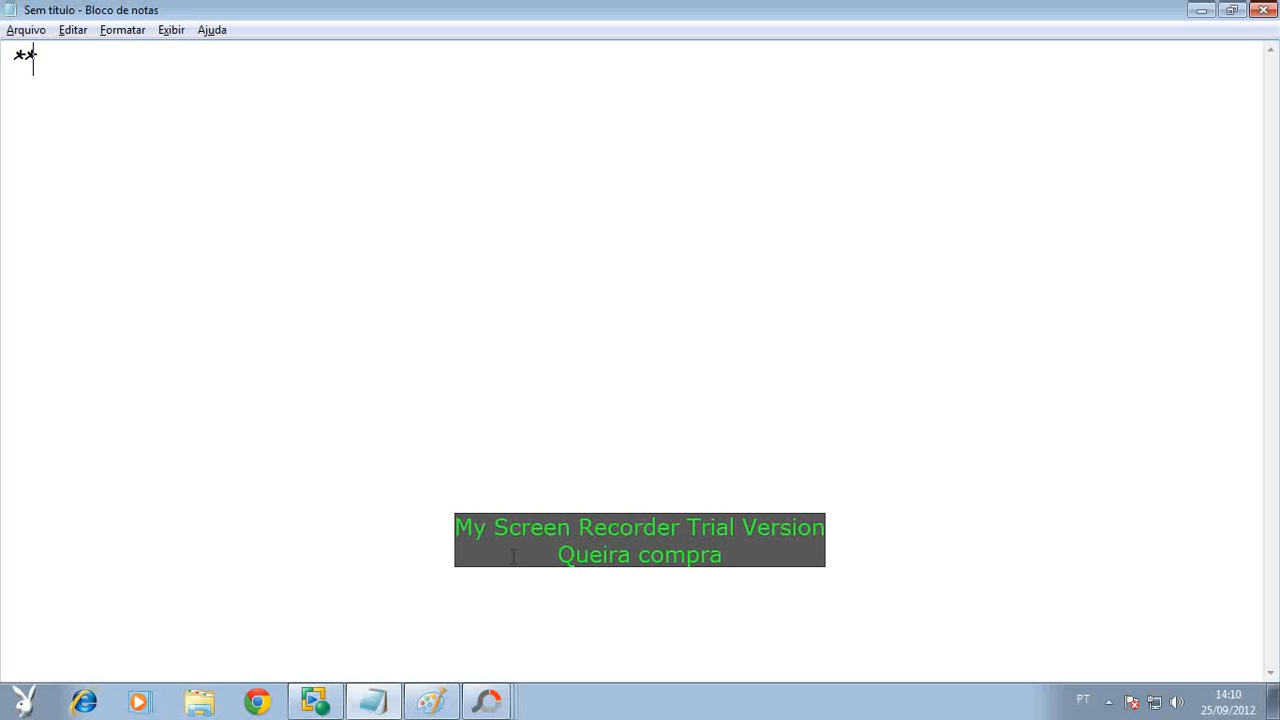 Sem título - Bloco de notas
Arquivo Editar Formatar Exibir Ajuda
**
My Screen Recorder Trial Version
Queira compra
PT
14:10
25/09/2012